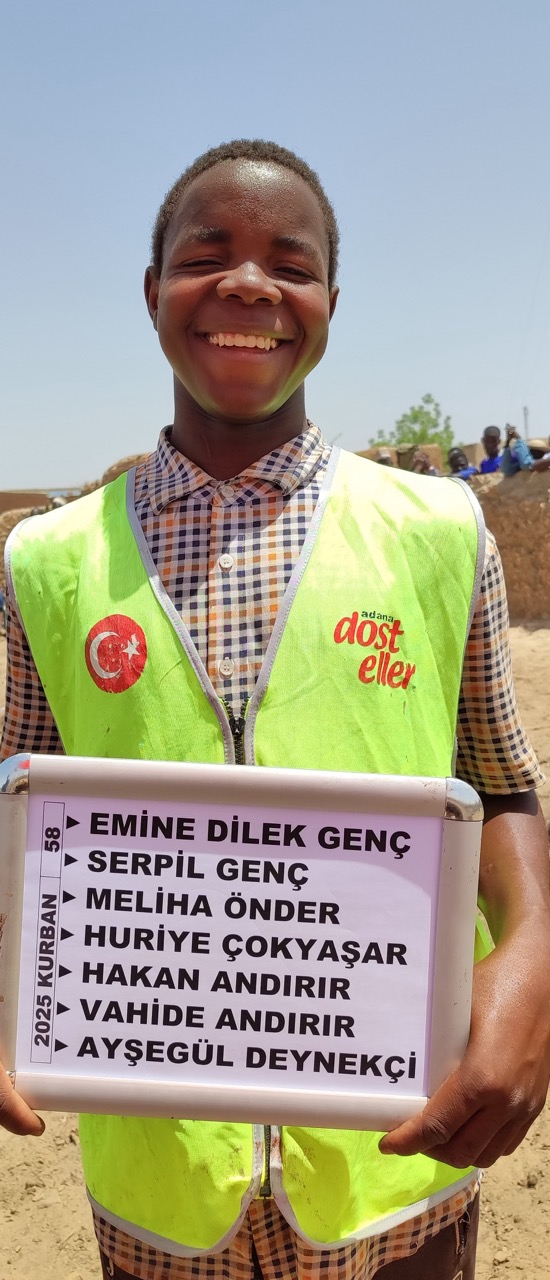 adana
dost
eller
58
2025 KURBAN
EMİNE DİLEK GENÇ
SERPİL GENÇ
MELİHA ÖNDER
HURİYE ÇOKYAŞAR
HAKAN ANDIRIR
VAHİDE ANDIRIR
AYŞEGÜL DEYNEKÇİ